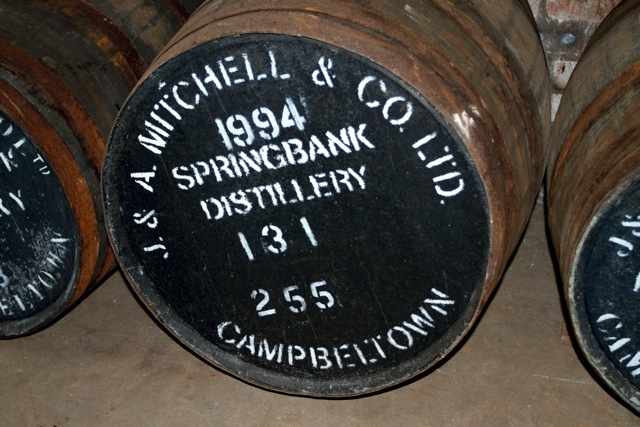 J. & A. MITCHELL & CO. LTD.
1994
SPRINGBANK
DISTILLERY
131
255
CAMPBELTOWN